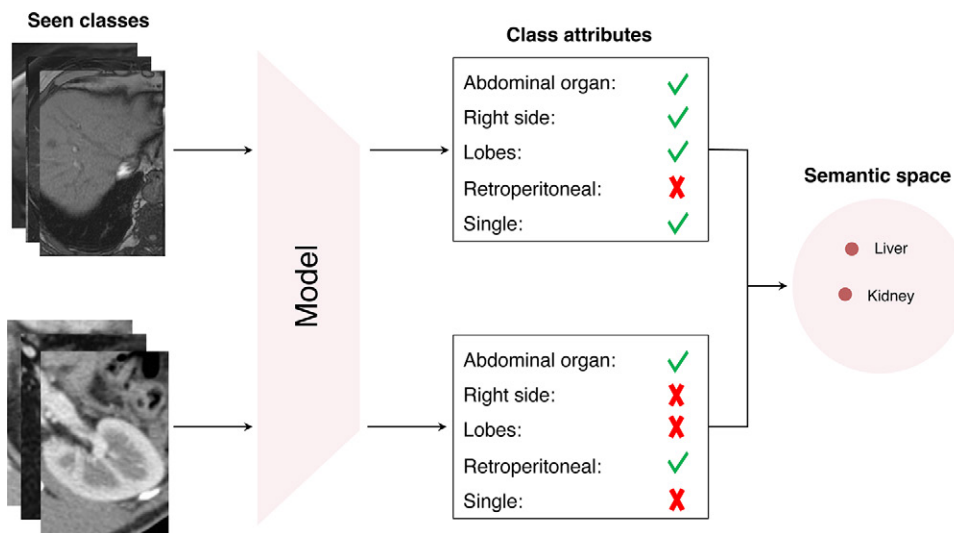 Seen classes
Class attributes
Abdominal organ:
Right side:
Lobes:
Retroperitoneal:
Single:
Model
Semantic space
Liver
Kidney
Abdominal organ:
Right side:
Lobes:
Retroperitoneal:
Single: